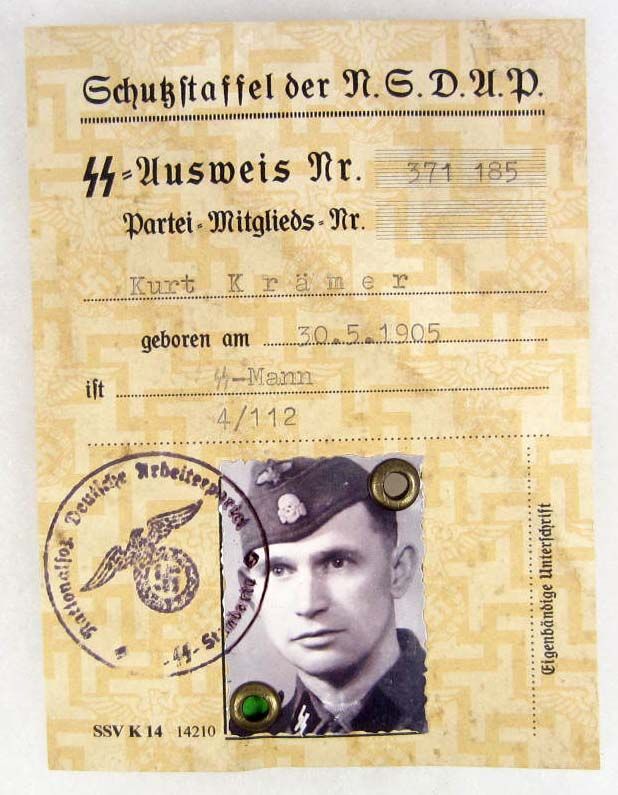 Schutzstaffel der N.S.D.A.P.
SS-Ausweis Nr. 371 185
Partei-Mitglieds-Nr.
Kurt Krämer
geboren am 30.5.1905
ist SS-Mann
4/112
Nationalsoz. Deutsche Arbeiterpartei
SS-
Eigenhändige Unterschrift
SSV K 14 14210